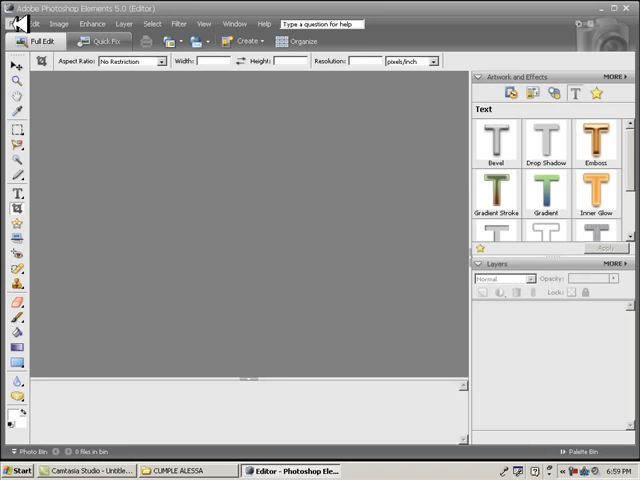 Adobe Photoshop Elements 5.0 (Editor)
Image Enhance Layer Select Filter View Window Help Type a question for help
Full Edit Quick Fix Create Organize
Aspect Ratio: No Restriction Width: Height: Resolution: pixels/inch
Artwork and Effects MORE
Text
Bevel Drop Shadow Emboss
Gradient Stroke Gradient Inner Glow
Apply
Layers MORE
Normal Opacity:
Lock:
Photo Bin 0 files in bin Palette Bin
Start Camtasia Studio - Untitle... CUMPLE ALESSA Editor - Photoshop Ele... 6:59 PM